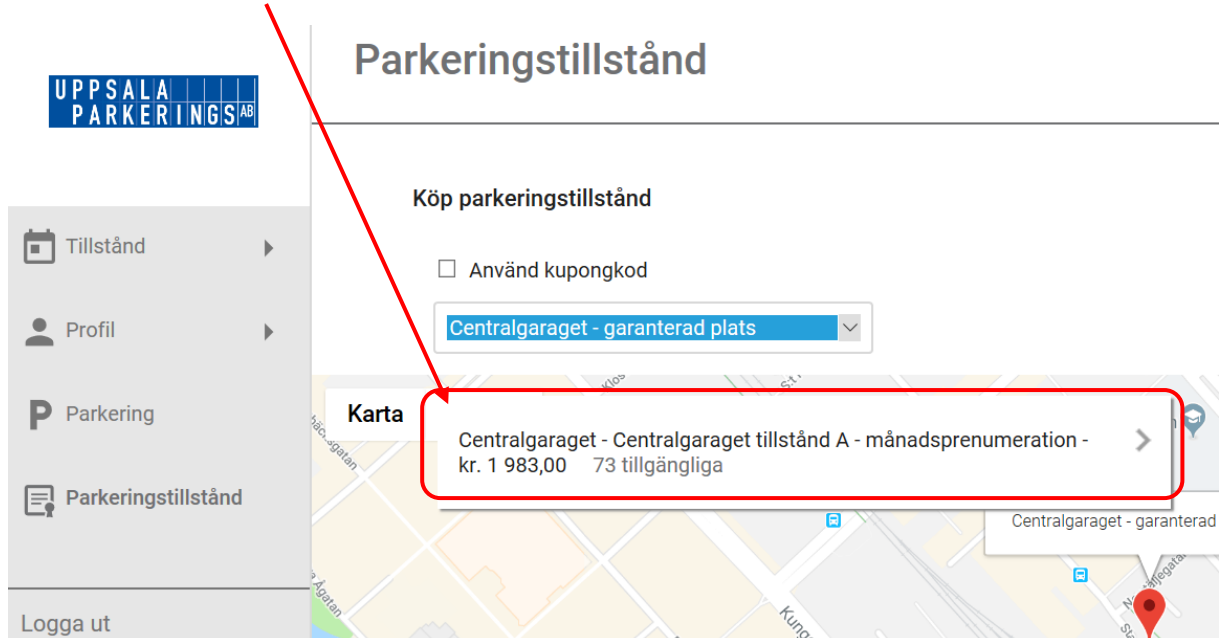 Parkeringstillstånd
UPPSALA
PARKERINGS AB
Köp parkeringstillstånd
Tillstånd
Använd kupongkod
Profil
Centralgaraget - garanterad plats
Parkering
Karta
Centralgaraget - Centralgaraget tillstånd A - månadsprenumeration -
kr. 1 983,00 73 tillgängliga
Parkeringstillstånd
Centralgaraget - garanterad
Logga ut